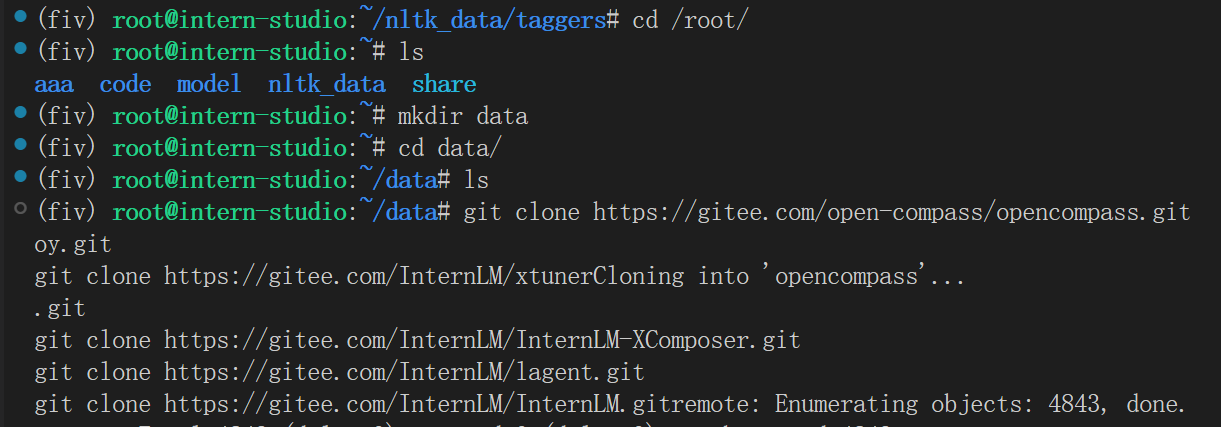 (fiv) root@intern-studio:~/nltk_data/taggers# cd /root/
(fiv) root@intern-studio:~# ls
aaa code model nltk_data share
(fiv) root@intern-studio:~# mkdir data
(fiv) root@intern-studio:~# cd data/
(fiv) root@intern-studio:~/data# ls
(fiv) root@intern-studio:~/data# git clone https://gitee.com/open-compass/opencompass.git
oy.git
git clone https://gitee.com/InternLM/xtunerCloning into 'opencompass'...
.git
git clone https://gitee.com/InternLM/InternLM-XComposer.git
git clone https://gitee.com/InternLM/lagent.git
git clone https://gitee.com/InternLM/InternLM.gitremote: Enumerating objects: 4843, done.